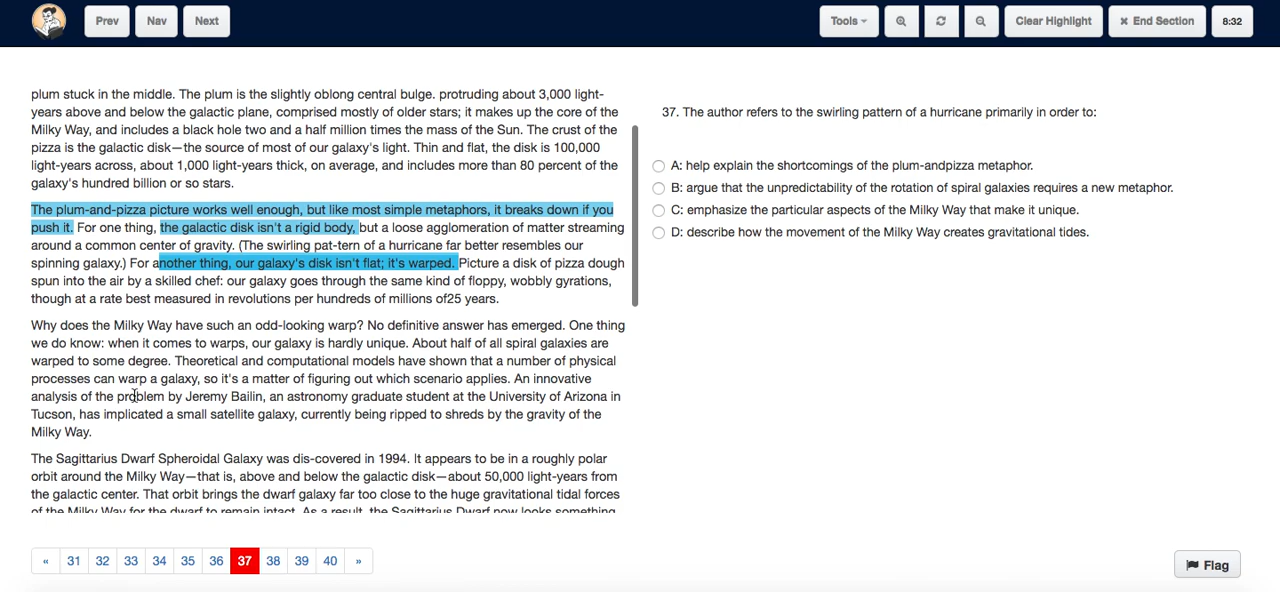 Prev
Nav
Next
Tools
Clear Highlight
✖ End Section
8:32
plum stuck in the middle. The plum is the slightly oblong central bulge. protruding about 3,000 light-
years above and below the galactic plane, comprised mostly of older stars; it makes up the core of the
Milky Way, and includes a black hole two and a half million times the mass of the Sun. The crust of the
pizza is the galactic disk—the source of most of our galaxy's light. Thin and flat, the disk is 100,000
light-years across, about 1,000 light-years thick, on average, and includes more than 80 percent of the
galaxy's hundred billion or so stars.
The plum-and-pizza picture works well enough, but like most simple metaphors, it breaks down if you
push it. For one thing, the galactic disk isn't a rigid body, but a loose agglomeration of matter streaming
around a common center of gravity. (The swirling pat-tern of a hurricane far better resembles our
spinning galaxy.) For another thing, our galaxy's disk isn't flat; it's warped. Picture a disk of pizza dough
spun into the air by a skilled chef: our galaxy goes through the same kind of floppy, wobbly gyrations,
though at a rate best measured in revolutions per hundreds of millions of25 years.
Why does the Milky Way have such an odd-looking warp? No definitive answer has emerged. One thing
we do know: when it comes to warps, our galaxy is hardly unique. About half of all spiral galaxies are
warped to some degree. Theoretical and computational models have shown that a number of physical
processes can warp a galaxy, so it's a matter of figuring out which scenario applies. An innovative
analysis of the problem by Jeremy Bailin, an astronomy graduate student at the University of Arizona in
Tucson, has implicated a small satellite galaxy, currently being ripped to shreds by the gravity of the
Milky Way.
The Sagittarius Dwarf Spheroidal Galaxy was dis-covered in 1994. It appears to be in a roughly polar
orbit around the Milky Way—that is, above and below the galactic disk—about 50,000 light-years from
the galactic center. That orbit brings the dwarf galaxy far too close to the huge gravitational tidal forces
of the Milky Way for the dwarf to remain intact. As a result, the Sagittarius Dwarf now looks something
37. The author refers to the swirling pattern of a hurricane primarily in order to:
A: help explain the shortcomings of the plum-andpizza metaphor.
B: argue that the unpredictability of the rotation of spiral galaxies requires a new metaphor.
C: emphasize the particular aspects of the Milky Way that make it unique.
D: describe how the movement of the Milky Way creates gravitational tides.
« 31 32 33 34 35 36 37 38 39 40 »
Flag